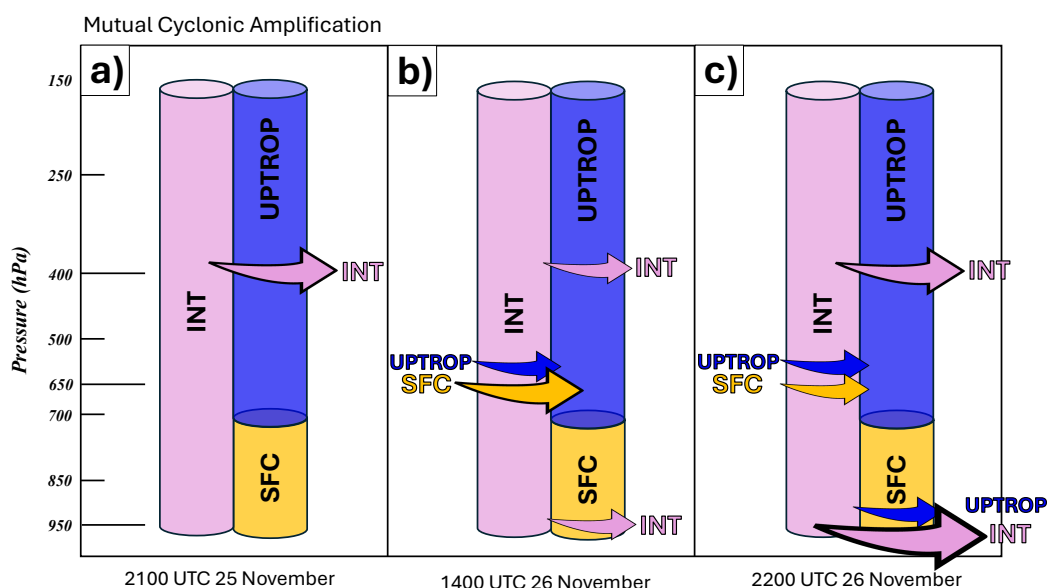 Mutual Cyclonic Amplification
a)
b)
c)
Pressure (hPa)
150
250
400
500
650
700
850
950
INT
UPTROP
SFC
INT
INT
UPTROP
SFC
INT
UPTROP
SFC
INT
INT
UPTROP
SFC
INT
UPTROP
SFC
INT
UPTROP
INT
2100 UTC 25 November
1400 UTC 26 November
2200 UTC 26 November